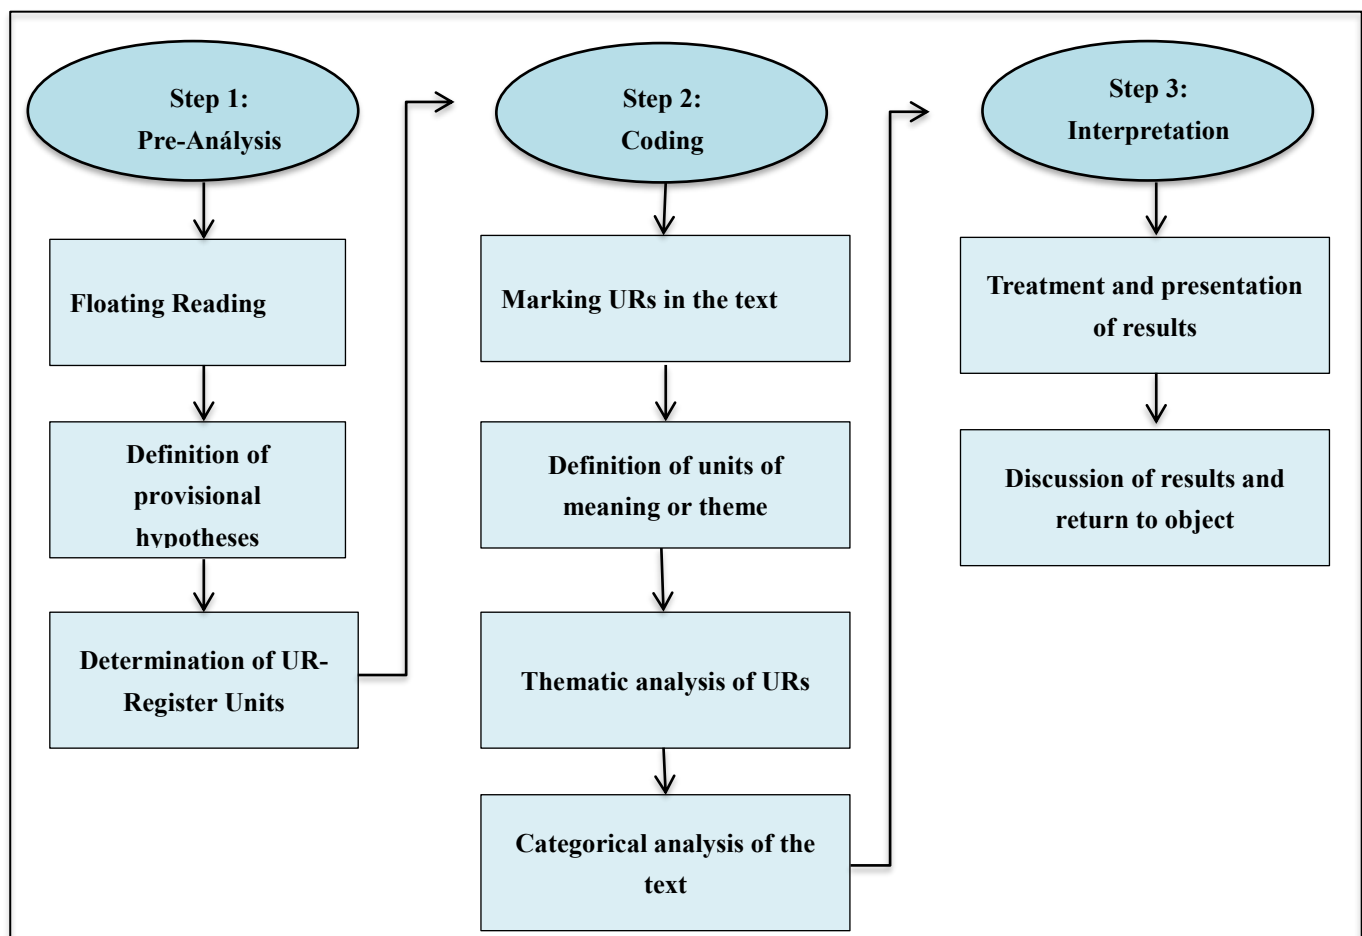 Step 1:
Pre-Análysis
Floating Reading
Definition of
provisional
hypotheses
Determination of UR-
Register Units
Step 2:
Coding
Marking URs in the text
Definition of units of
meaning or theme
Thematic analysis of URs
Categorical analysis of the
text
Step 3:
Interpretation
Treatment and presentation
of results
Discussion of results and
return to object